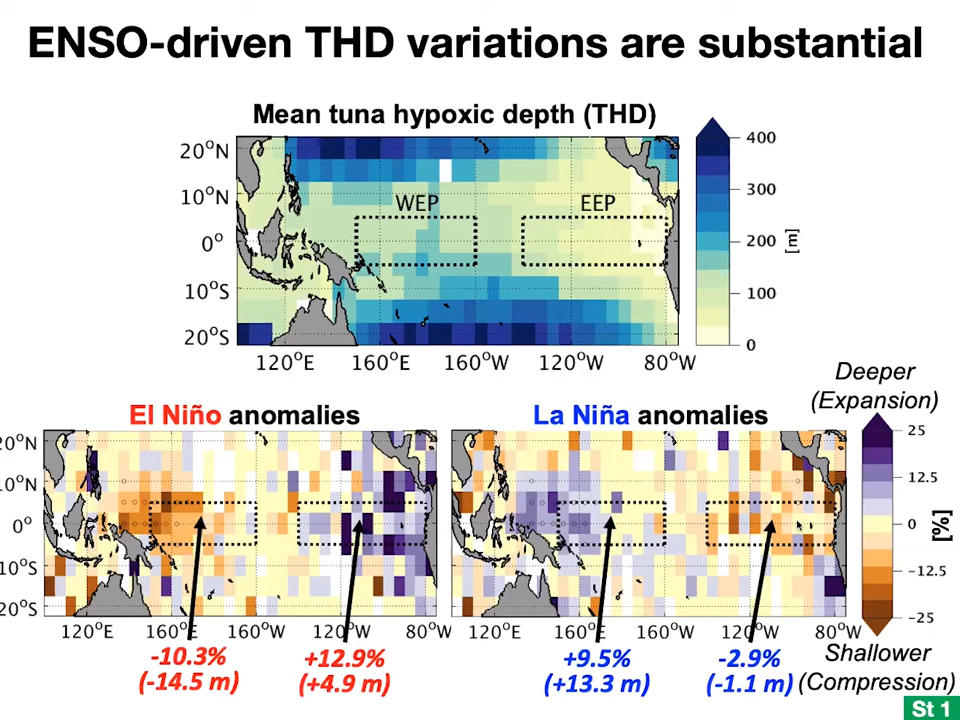 ENSO-driven THD variations are substantial
Mean tuna hypoxic depth (THD)
20°N
10°N
0°
10°S
20°S
WEP
EEP
120°E
160°E
160°W
120°W
80°W
400
300
200
100
0
[m]
Deeper
(Expansion)
El Niño anomalies
La Niña anomalies
20°N
10°N
0°
10°S
20°S
120°E
160°E
160°W
120°W
80°W
120°E
160°E
160°W
120°W
80°W
25
12.5
0
-12.5
-25
[%]
-10.3%
(-14.5 m)
+12.9%
(+4.9 m)
+9.5%
(+13.3 m)
-2.9%
(-1.1 m)
Shallower
(Compression)
St 1